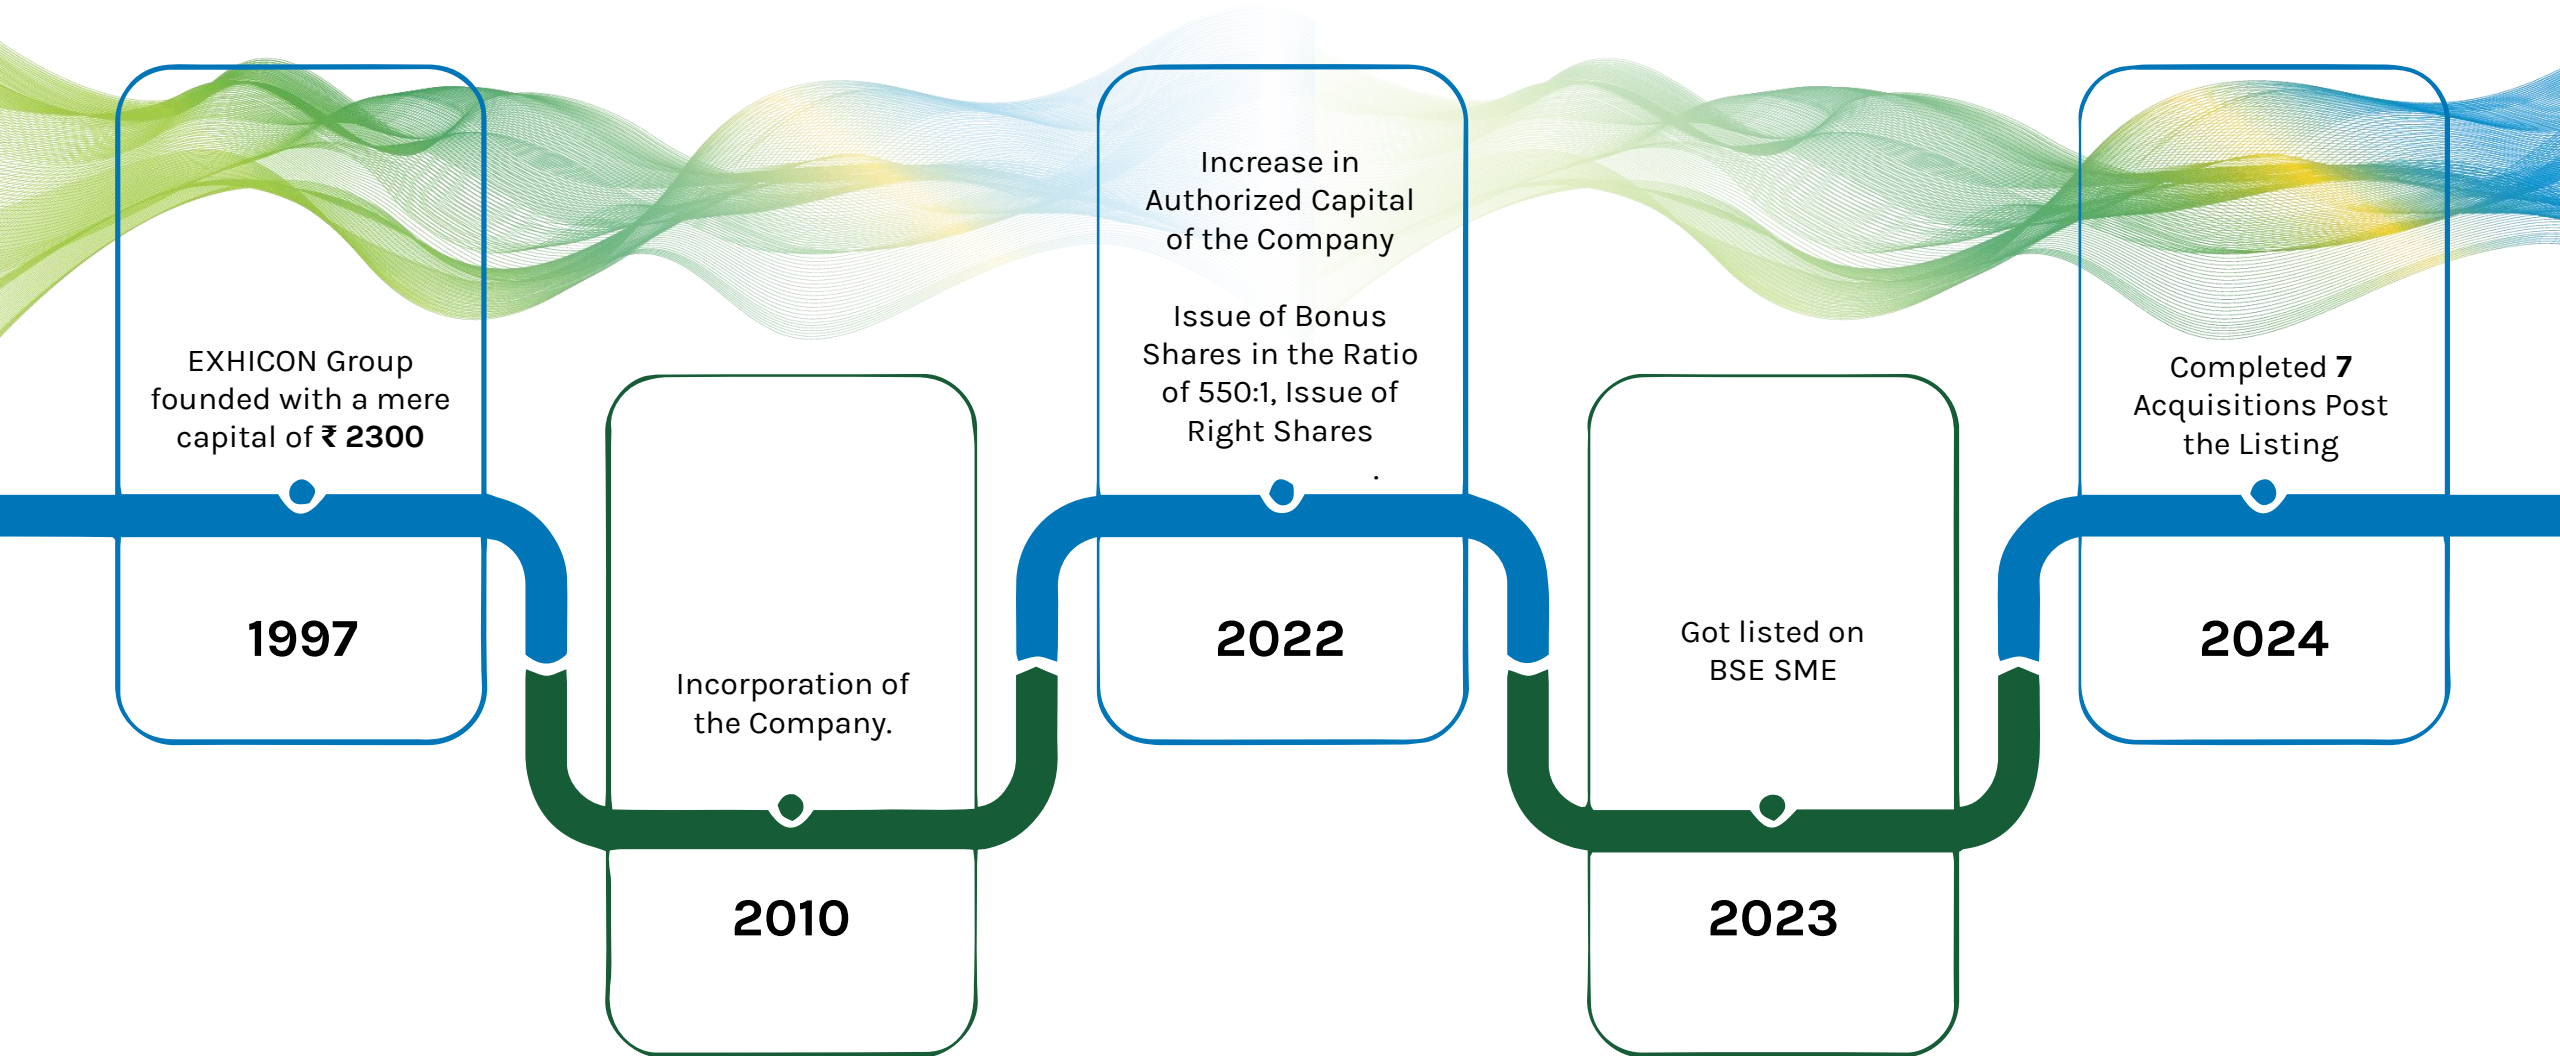 EXHICON Group
founded with a mere
capital of ₹ 2300
1997
Incorporation of
the Company.
2010
Increase in
Authorized Capital
of the Company
Issue of Bonus
Shares in the Ratio
of 550:1, Issue of
Right Shares
.
2022
Got listed on
BSE SME
2023
Completed 7
Acquisitions Post
the Listing
2024